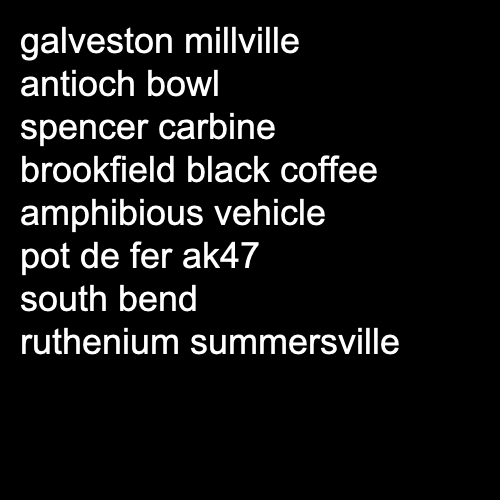 galveston millville
antioch bowl
spencer carbine
brookfield black coffee
amphibious vehicle
pot de fer ak47
south bend
ruthenium summersville